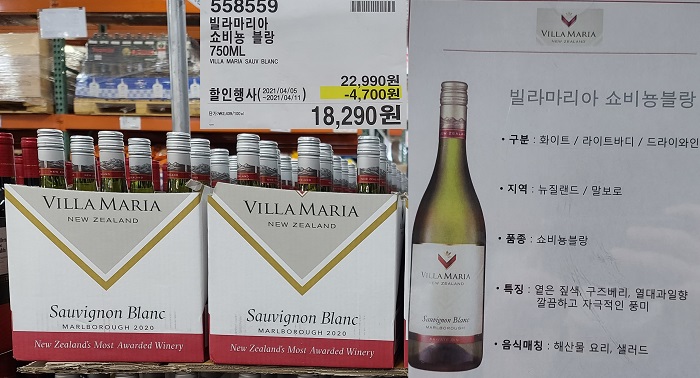 558559
빌라마리아
쇼비뇽 블랑
750ML
VILLA MARIA SAUV BLANC
22,990원
할인행사(2021/04/05
~2021/04/11)
-4,700원
18,290원
VILLA MARIA
NEW ZEALAND
Sauvignon Blanc
MARLBOROUGH 2020
New Zealand's Most Awarded Winery
VILLA MARIA
NEW ZEALAND
Sauvignon Blanc
MARLBOROUGH 2020
New Zealand's Most Awarded Winery
VILLA MARIA
NEW ZEALAND
빌라마리아 쇼비뇽블랑
• 구분 : 화이트 / 라이트바디 / 드라이와인
• 지역 : 뉴질랜드 / 말보로
• 품종 : 쇼비뇽블랑
• 특징 : 옅은 짚색, 구즈베리, 열대과일향
깔끔하고 자극적인 풍미
• 음식매칭 : 해산물 요리, 샐러드
VILLA MARIA
NEW ZEALAND
Sauvignon Blanc
MARLBOROUGH